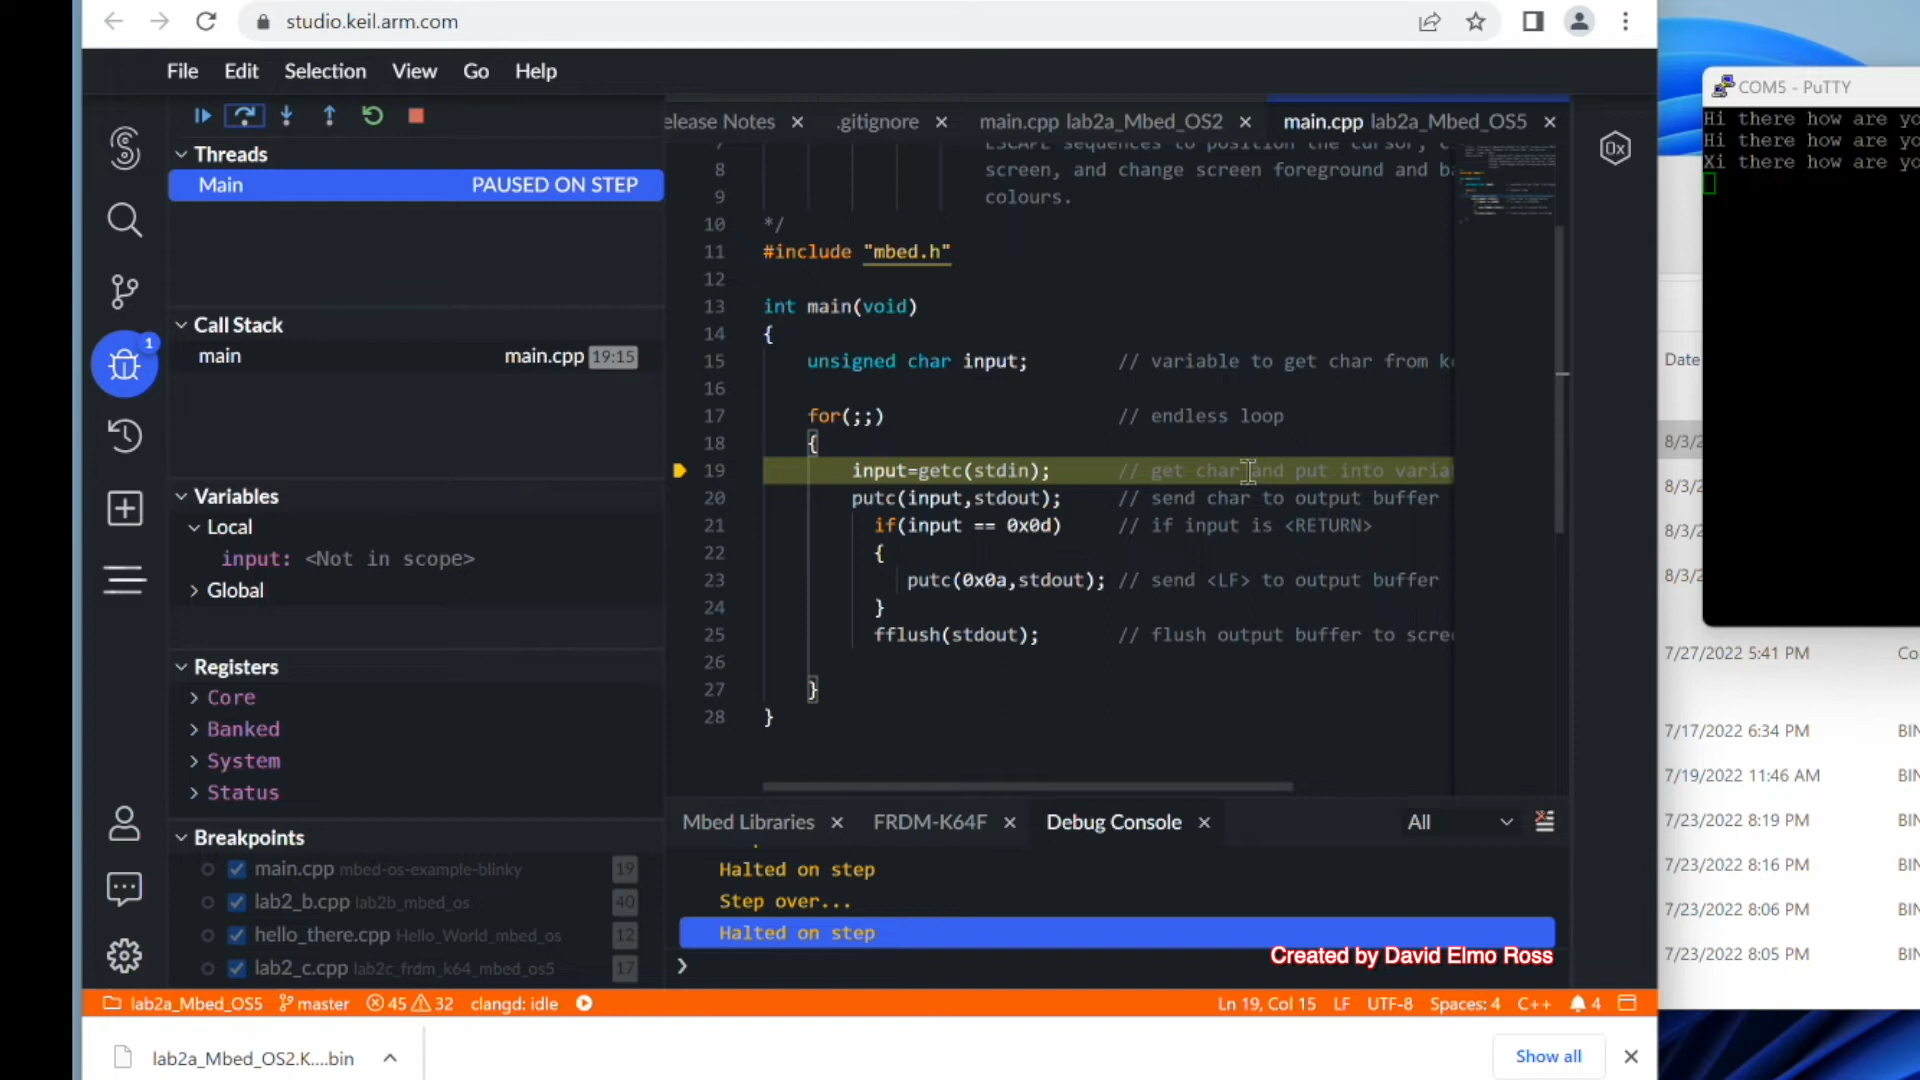 studio.keil.arm.com
File Edit Selection View Go Help
Threads
Main PAUSED ON STEP
Call Stack
main main.cpp 19:15
Variables
Local
input: <Not in scope>
Global
Registers
Core
Banked
System
Status
Breakpoints
main.cpp mbed-os-example-blinky 19
lab2_b.cpp lab2b_mbed_os 40
hello_there.cpp Hello_World_mbed_os 12
lab2_c.cpp lab2c_frdm_k64_mbed_os5 17
1
elease Notes .gitignore main.cpp lab2a_Mbed_OS2 main.cpp lab2a_Mbed_OS5
7 ESCAPE sequences to position the cursor, c
8 screen, and change screen foreground and ba
9 colours.
10 */
11 #include "mbed.h"
12
13 int main(void)
14 {
15 unsigned char input; // variable to get char from ke
16
17 for(;;) // endless loop
18 {
19 input=getc(stdin); // get char and put into varia
20 putc(input,stdout); // send char to output buffer
21 if(input == 0x0d) // if input is <RETURN>
22 {
23 putc(0x0a,stdout); // send <LF> to output buffer
24 }
25 fflush(stdout); // flush output buffer to scree
26
27 }
28 }
0x
Mbed Libraries FRDM-K64F Debug Console All
Halted on step
Step over...
Halted on step
Created by David Elmo Ross
lab2a_Mbed_OS5 master 45 32 clangd: idle Ln 19, Col 15 LF UTF-8 Spaces: 4 C++ 4
lab2a_Mbed_OS2.K....bin Show all
COM5 - PuTTY
Hi there how are yo
Hi there how are yo
Xi there how are yo
Date
8/3/2
8/3/2
8/3/2
8/3/2
7/27/2022 5:41 PM Co
7/17/2022 6:34 PM BIN
7/19/2022 11:46 AM BIN
7/23/2022 8:19 PM BIN
7/23/2022 8:16 PM BIN
7/23/2022 8:06 PM BIN
7/23/2022 8:05 PM BIN